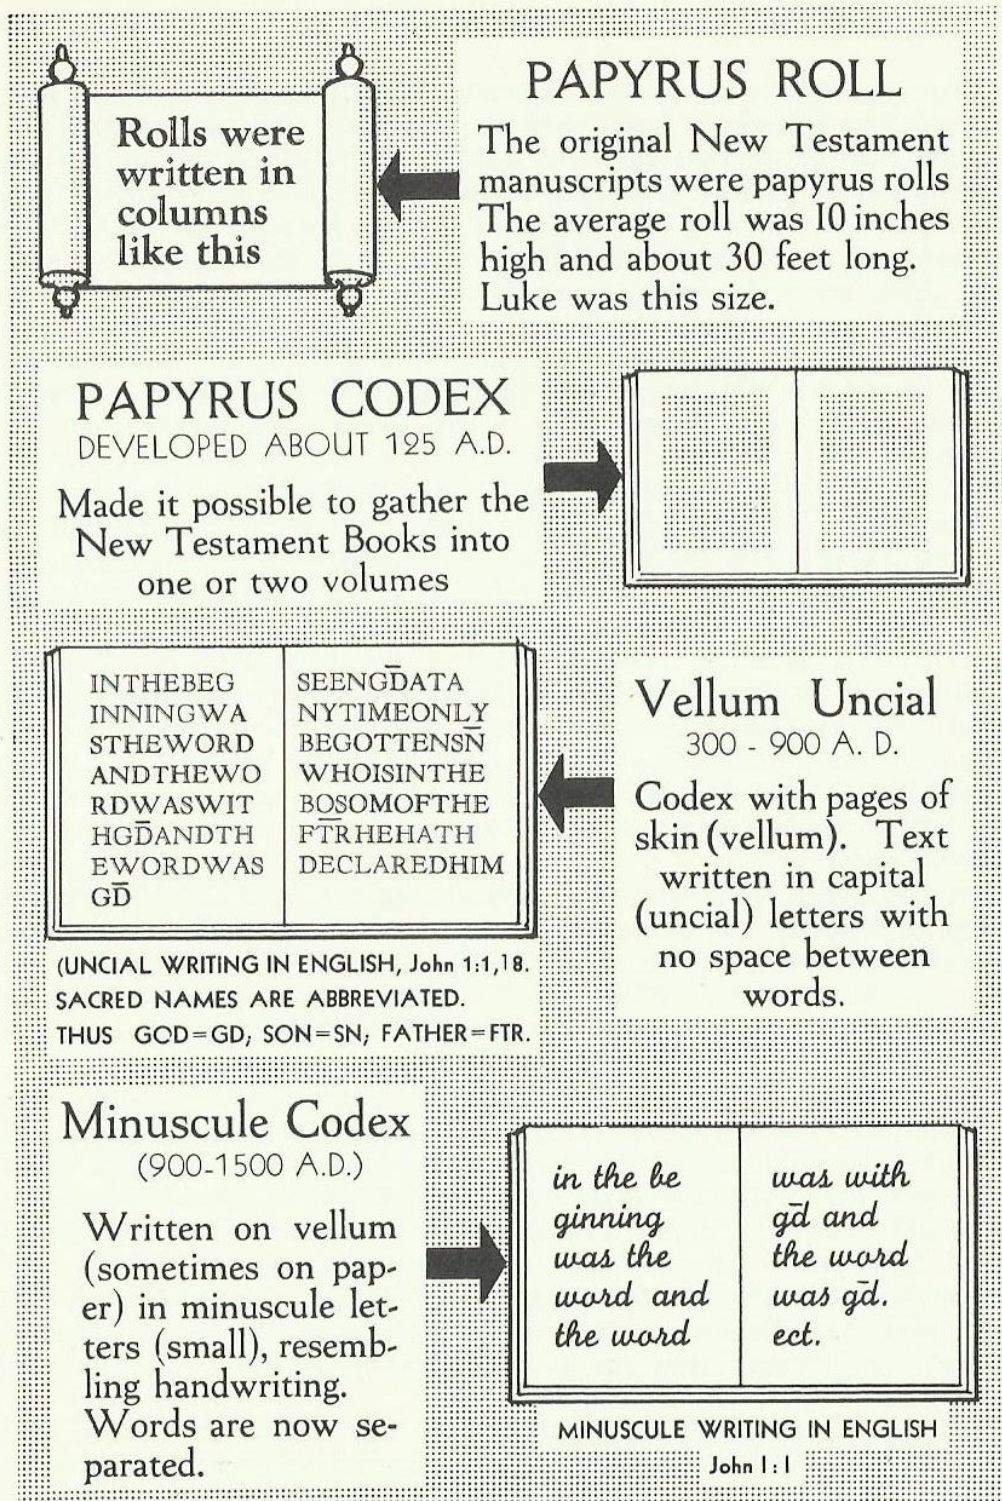 Rolls were
written in
columns
like this
PAPYRUS ROLL
The original New Testament
manuscripts were papyrus rolls
The average roll was 10 inches
high and about 30 feet long.
Luke was this size.
PAPYRUS CODEX
DEVELOPED ABOUT 125 A.D.
Made it possible to gather the
New Testament Books into
one or two volumes
INTHEBEG
INNINGWA
STHEWORD
ANDTHEWO
RDWASWIT
HGD̅ANDTH
EWORDWAS
GD̅
SEENGD̅ATA
NYTIMEONLY
BEGOTTENSN̅
WHOISINTHE
BOSOMOFTHE
FT̅RHEHATH
DECLAREDHIM
(UNCIAL WRITING IN ENGLISH, John 1:1,18.
SACRED NAMES ARE ABBREVIATED.
THUS GOD=GD; SON=SN; FATHER=FTR.
Vellum Uncial
300 - 900 A. D.
Codex with pages of
skin (vellum). Text
written in capital
(uncial) letters with
no space between
words.
Minuscule Codex
(900-1500 A.D.)
Written on vellum
(sometimes on pap-
er) in minuscule let-
ters (small), resemb-
ling handwriting.
Words are now se-
parated.
in the be
ginning
was the
word and
the word
was with
gd̅ and
the word
was gd̅.
ect.
MINUSCULE WRITING IN ENGLISH
John 1:1